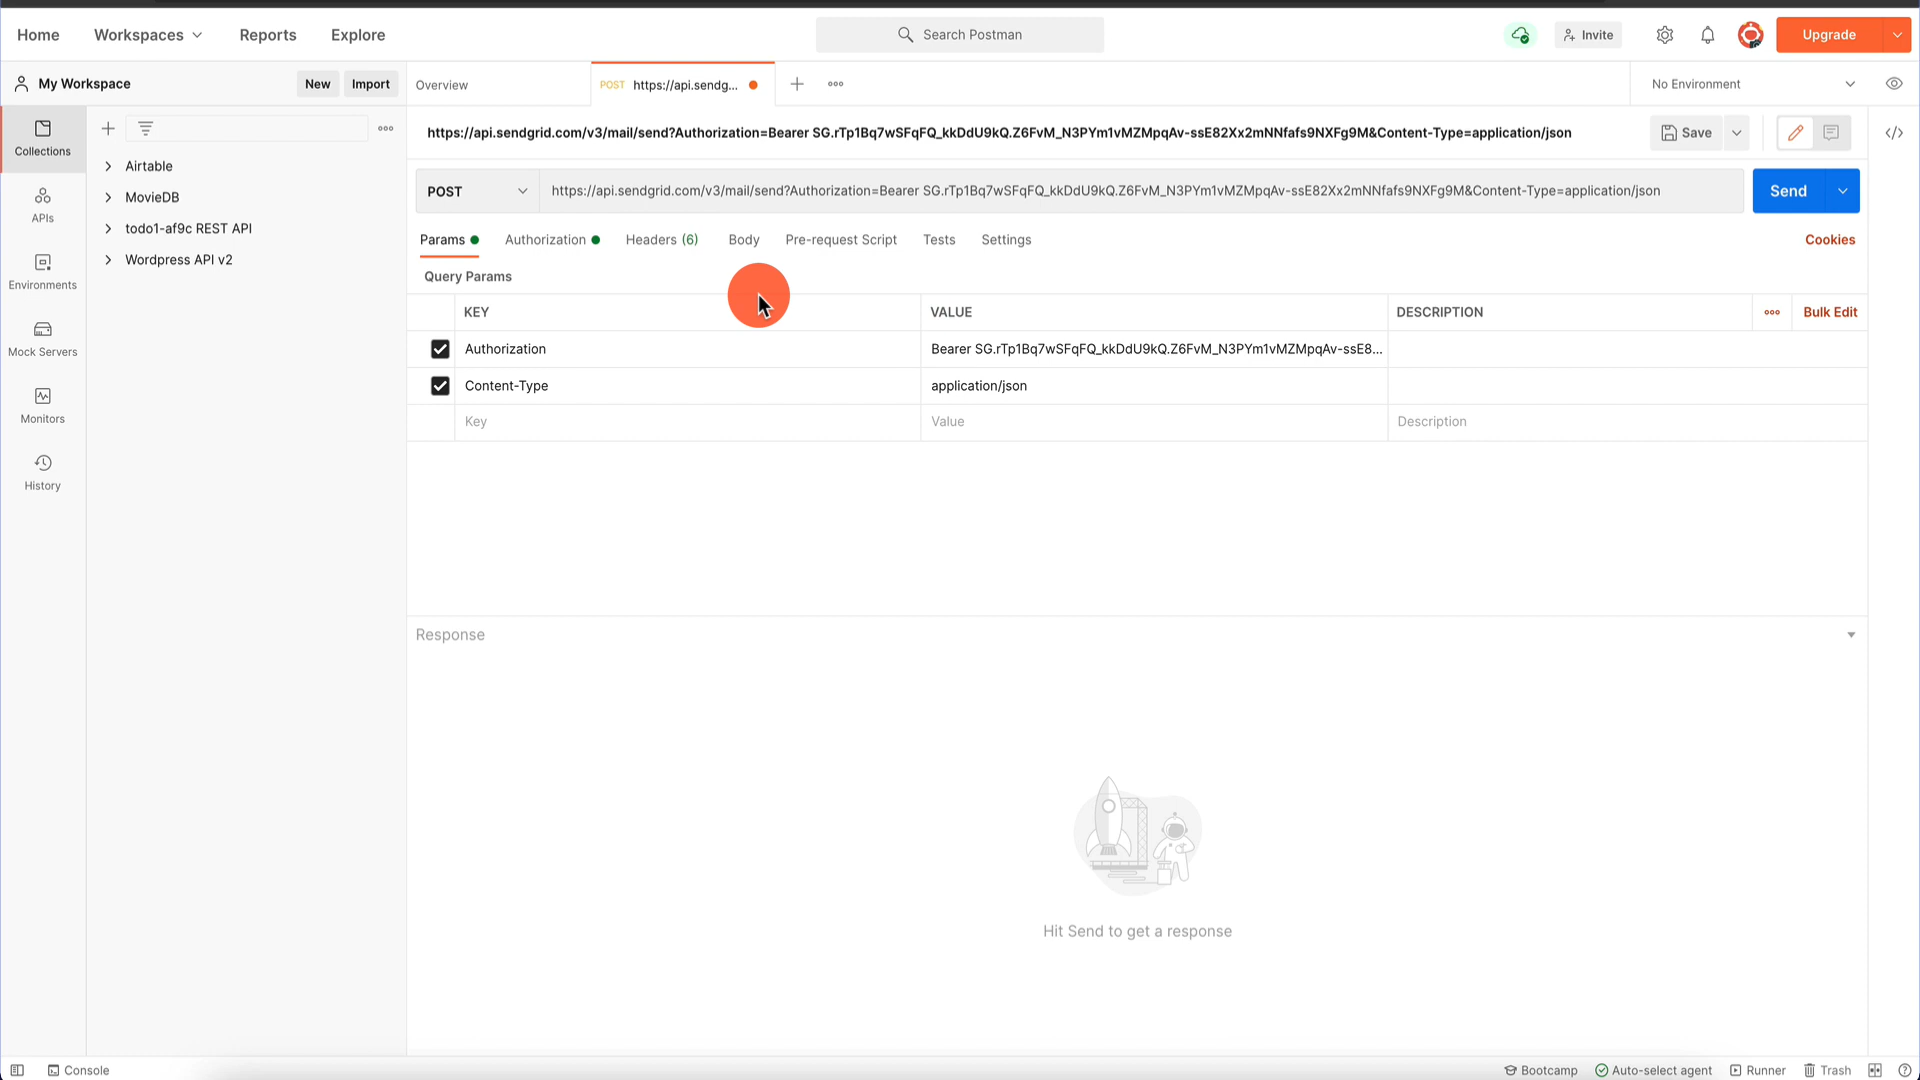 Home Workspaces Reports Explore Search Postman Invite Upgrade
My Workspace New Import Overview POST https://api.sendg... No Environment
Collections
https://api.sendgrid.com/v3/mail/send?Authorization=Bearer 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&Content-Type=application/json Save
Airtable
MovieDB
todo1-af9c REST API
Wordpress API v2
APIs
Environments
Mock Servers
Monitors
History
POST https://api.sendgrid.com/v3/mail/send?Authorization=Bearer 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&Content-Type=application/json Send
Params Authorization Headers (6) Body Pre-request Script Tests Settings Cookies
Query Params
KEY VALUE DESCRIPTION Bulk Edit
Authorization Bearer SG.rTp1Bq7wSFqFQ_kkDdU9kQ.Z6FvM_N3PYm1vMZMpqAv-ssE8...
Content-Type application/json
Key Value Description
Response
Hit Send to get a response
Console Bootcamp Auto-select agent Runner Trash